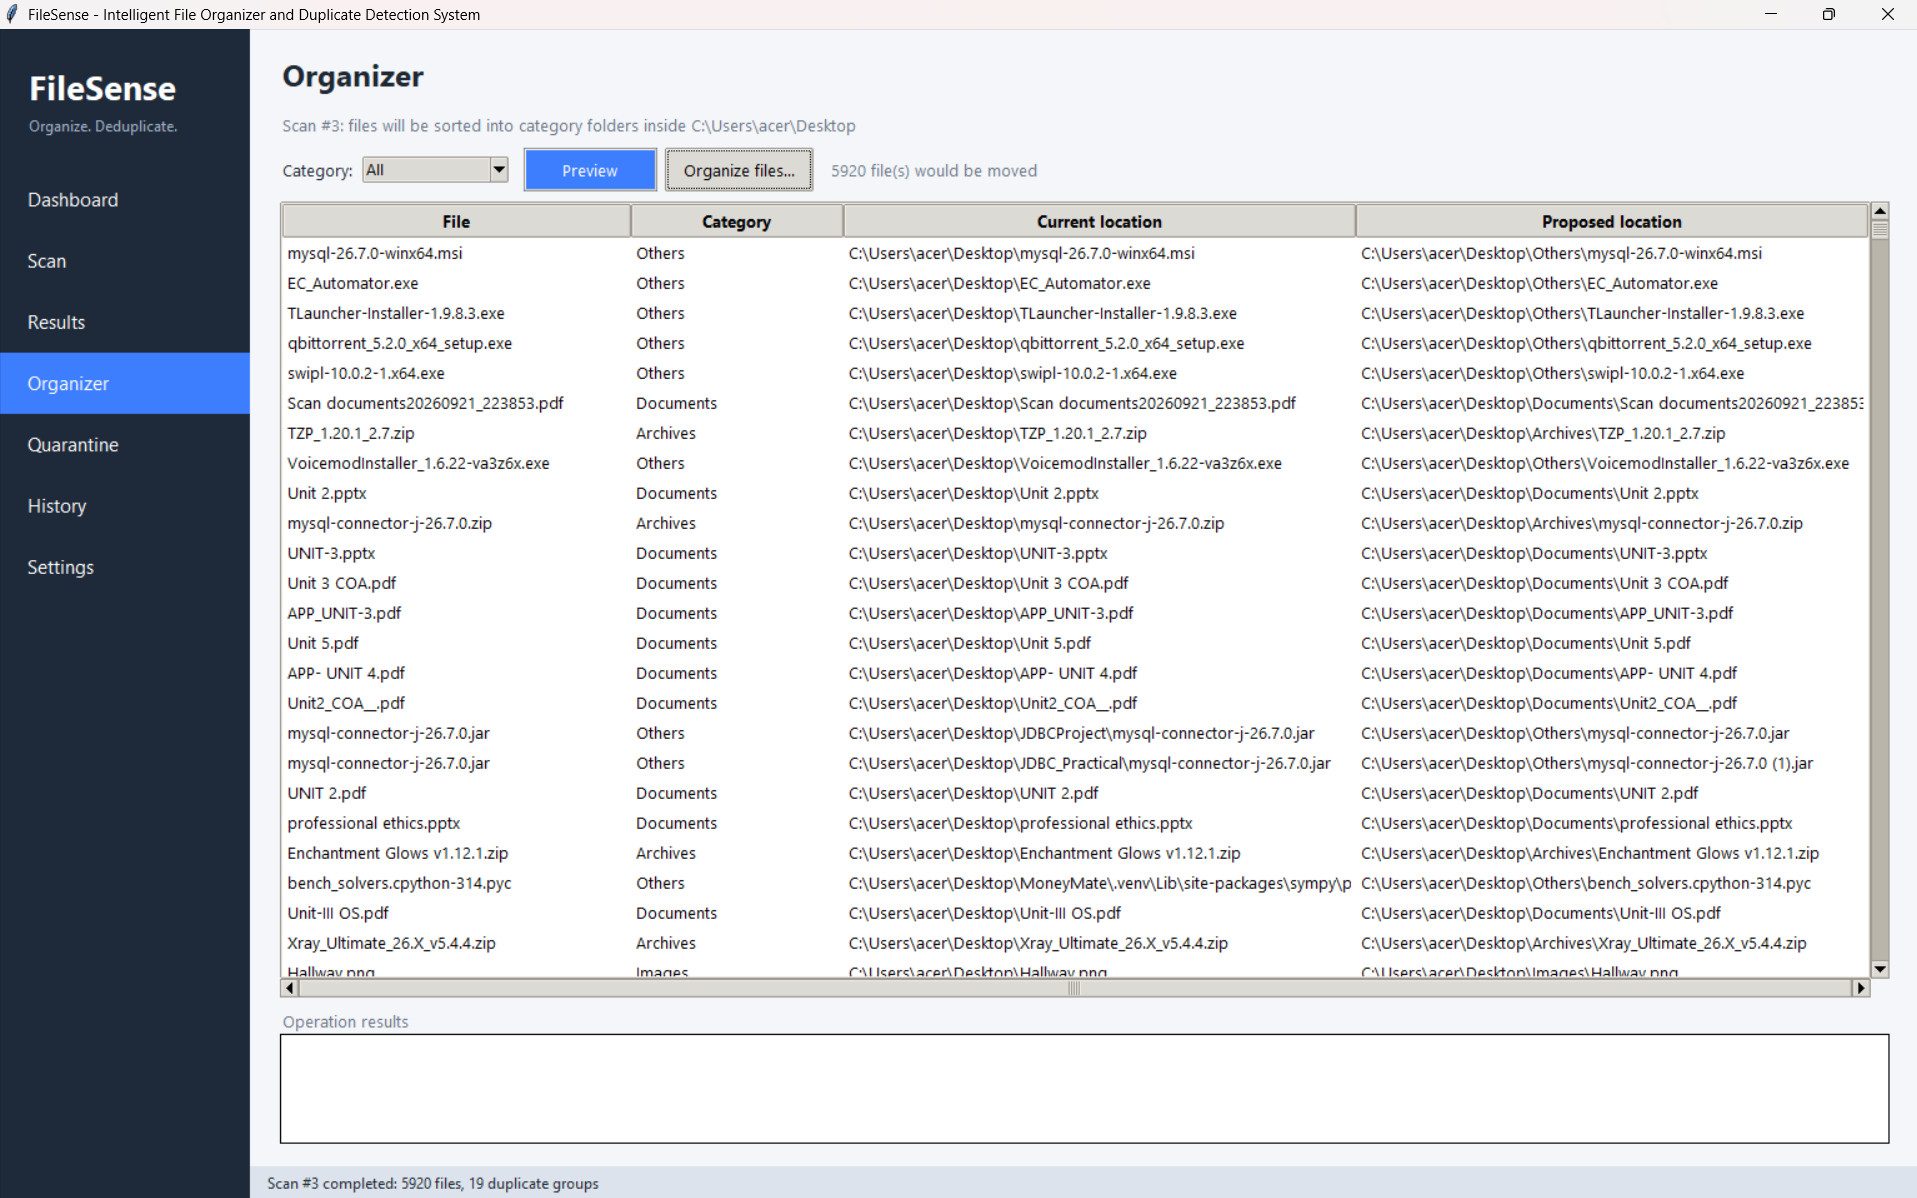 FileSense - Intelligent File Organizer and Duplicate Detection System
FileSense
Organize. Deduplicate.
Dashboard
Scan
Results
Organizer
Quarantine
History
Settings
Organizer
Scan #3: files will be sorted into category folders inside C:\Users\acer\Desktop
Category: All Preview Organize files... 5920 file(s) would be moved
File Category Current location Proposed location
mysql-26.7.0-winx64.msi Others C:\Users\acer\Desktop\mysql-26.7.0-winx64.msi C:\Users\acer\Desktop\Others\mysql-26.7.0-winx64.msi
EC_Automator.exe Others C:\Users\acer\Desktop\EC_Automator.exe C:\Users\acer\Desktop\Others\EC_Automator.exe
TLauncher-Installer-1.9.8.3.exe Others C:\Users\acer\Desktop\TLauncher-Installer-1.9.8.3.exe C:\Users\acer\Desktop\Others\TLauncher-Installer-1.9.8.3.exe
qbittorrent_5.2.0_x64_setup.exe Others C:\Users\acer\Desktop\qbittorrent_5.2.0_x64_setup.exe C:\Users\acer\Desktop\Others\qbittorrent_5.2.0_x64_setup.exe
swipl-10.0.2-1.x64.exe Others C:\Users\acer\Desktop\swipl-10.0.2-1.x64.exe C:\Users\acer\Desktop\Others\swipl-10.0.2-1.x64.exe
Scan documents20260921_223853.pdf Documents C:\Users\acer\Desktop\Scan documents20260921_223853.pdf C:\Users\acer\Desktop\Documents\Scan documents20260921_223853
TZP_1.20.1_2.7.zip Archives C:\Users\acer\Desktop\TZP_1.20.1_2.7.zip C:\Users\acer\Desktop\Archives\TZP_1.20.1_2.7.zip
VoicemodInstaller_1.6.22-va3z6x.exe Others C:\Users\acer\Desktop\VoicemodInstaller_1.6.22-va3z6x.exe C:\Users\acer\Desktop\Others\VoicemodInstaller_1.6.22-va3z6x.exe
Unit 2.pptx Documents C:\Users\acer\Desktop\Unit 2.pptx C:\Users\acer\Desktop\Documents\Unit 2.pptx
mysql-connector-j-26.7.0.zip Archives C:\Users\acer\Desktop\mysql-connector-j-26.7.0.zip C:\Users\acer\Desktop\Archives\mysql-connector-j-26.7.0.zip
UNIT-3.pptx Documents C:\Users\acer\Desktop\UNIT-3.pptx C:\Users\acer\Desktop\Documents\UNIT-3.pptx
Unit 3 COA.pdf Documents C:\Users\acer\Desktop\Unit 3 COA.pdf C:\Users\acer\Desktop\Documents\Unit 3 COA.pdf
APP_UNIT-3.pdf Documents C:\Users\acer\Desktop\APP_UNIT-3.pdf C:\Users\acer\Desktop\Documents\APP_UNIT-3.pdf
Unit 5.pdf Documents C:\Users\acer\Desktop\Unit 5.pdf C:\Users\acer\Desktop\Documents\Unit 5.pdf
APP- UNIT 4.pdf Documents C:\Users\acer\Desktop\APP- UNIT 4.pdf C:\Users\acer\Desktop\Documents\APP- UNIT 4.pdf
Unit2_COA__.pdf Documents C:\Users\acer\Desktop\Unit2_COA__.pdf C:\Users\acer\Desktop\Documents\Unit2_COA__.pdf
mysql-connector-j-26.7.0.jar Others C:\Users\acer\Desktop\JDBCProject\mysql-connector-j-26.7.0.jar C:\Users\acer\Desktop\Others\mysql-connector-j-26.7.0.jar
mysql-connector-j-26.7.0.jar Others C:\Users\acer\Desktop\JDBC_Practical\mysql-connector-j-26.7.0.jar C:\Users\acer\Desktop\Others\mysql-connector-j-26.7.0 (1).jar
UNIT 2.pdf Documents C:\Users\acer\Desktop\UNIT 2.pdf C:\Users\acer\Desktop\Documents\UNIT 2.pdf
professional ethics.pptx Documents C:\Users\acer\Desktop\professional ethics.pptx C:\Users\acer\Desktop\Documents\professional ethics.pptx
Enchantment Glows v1.12.1.zip Archives C:\Users\acer\Desktop\Enchantment Glows v1.12.1.zip C:\Users\acer\Desktop\Archives\Enchantment Glows v1.12.1.zip
bench_solvers.cpython-314.pyc Others C:\Users\acer\Desktop\MoneyMate\.venv\Lib\site-packages\sympy\p C:\Users\acer\Desktop\Others\bench_solvers.cpython-314.pyc
Unit-III OS.pdf Documents C:\Users\acer\Desktop\Unit-III OS.pdf C:\Users\acer\Desktop\Documents\Unit-III OS.pdf
Xray_Ultimate_26.X_v5.4.4.zip Archives C:\Users\acer\Desktop\Xray_Ultimate_26.X_v5.4.4.zip C:\Users\acer\Desktop\Archives\Xray_Ultimate_26.X_v5.4.4.zip
Hallway.png Images C:\Users\acer\Desktop\Hallway.png C:\Users\acer\Desktop\Images\Hallway.png
Operation results
Scan #3 completed: 5920 files, 19 duplicate groups